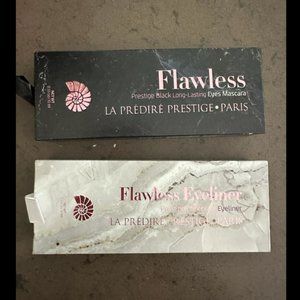 Flawless
Prestige Black Long-Lasting Eyes Mascara
LA PRÉDIRÉ PRESTIGE • PARIS
Flawless Eyeliner
Eyeliner
LA PRÉDIRÉ PRESTIGE • PARIS